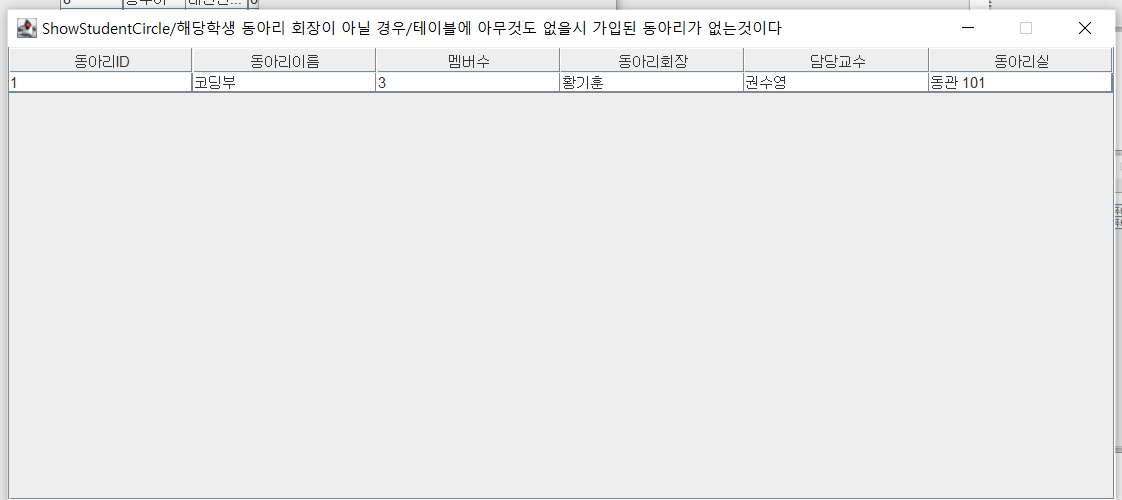 ShowStudentCircle/해당학생 동아리 회장이 아닐 경우/테이블에 아무것도 없을시 가입된 동아리가 없는것이다
동아리ID 동아리이름 멤버수 동아리회장 담당교수 동아리실
1 코딩부 3 황기훈 권수영 동관 101